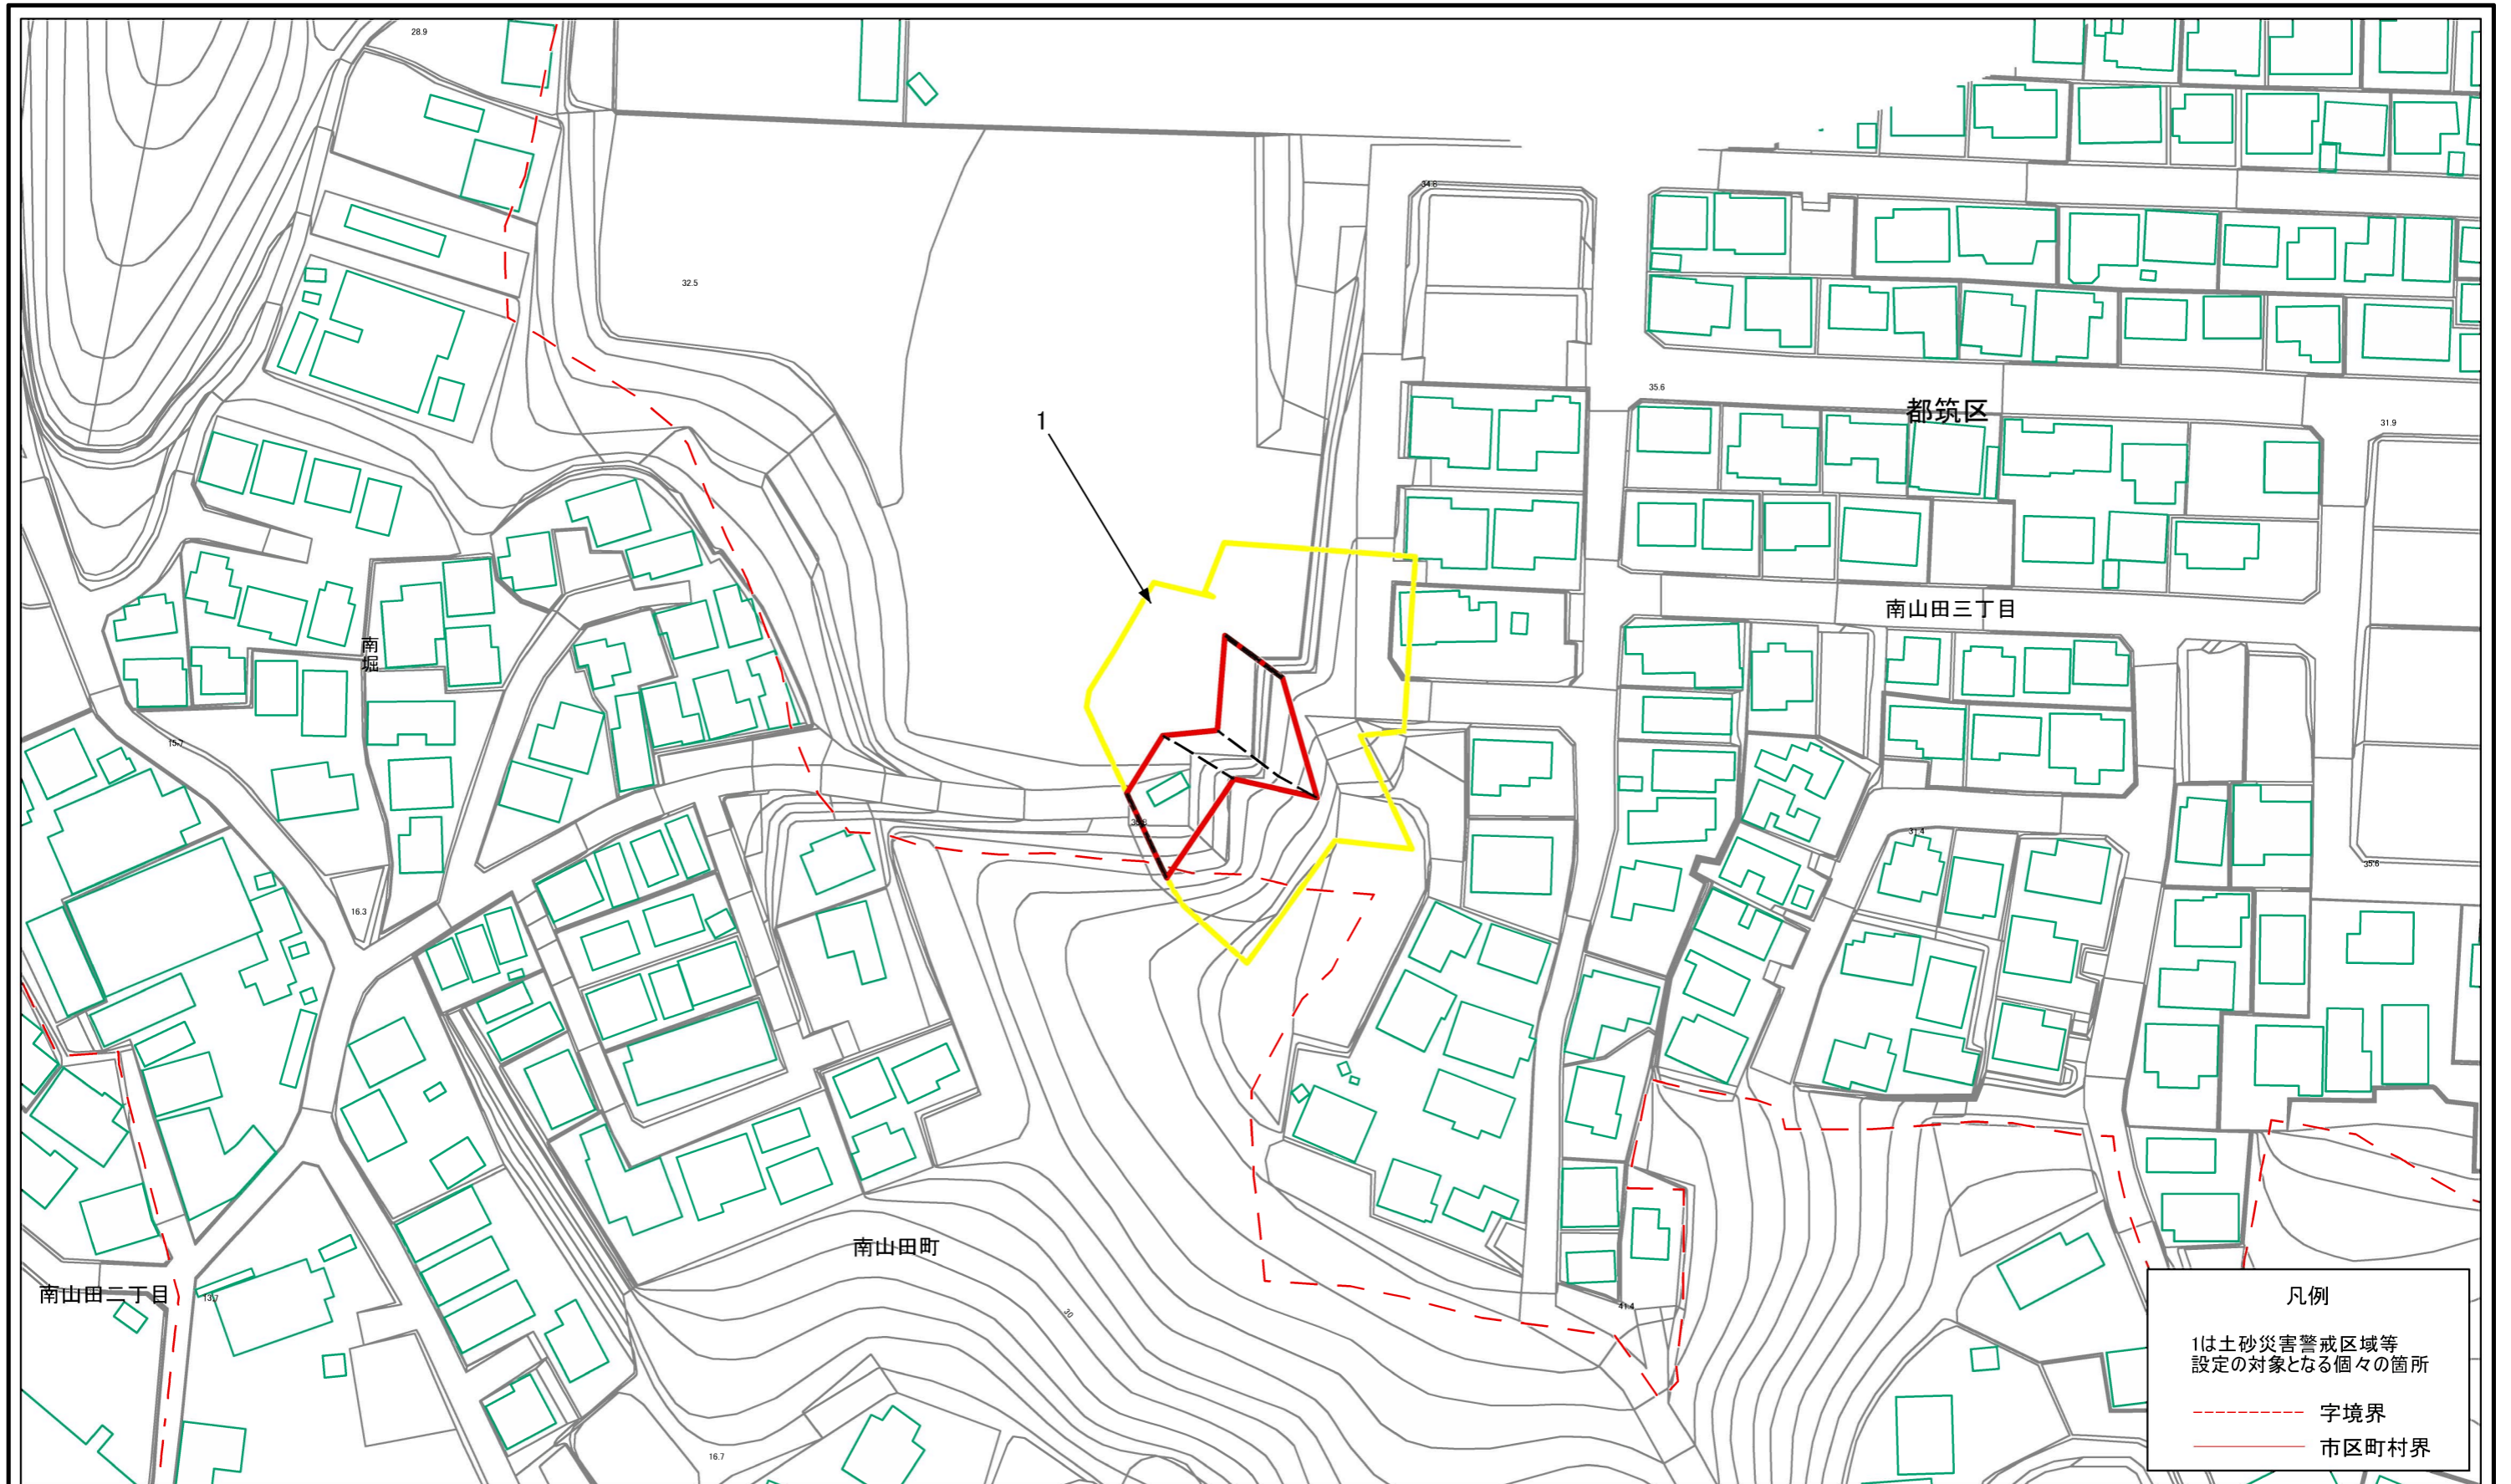 28.9
34.6
32.5
35.6
都筑区
1
31.9
南山田三丁目
南堀
15.7
35.8
31.4
35.6
16.3
南山田町
南山田二丁目
13.7
30
41.4
16.7
凡例
1は土砂災害警戒区域等
設定の対象となる個々の箇所
字境界
市区町村界